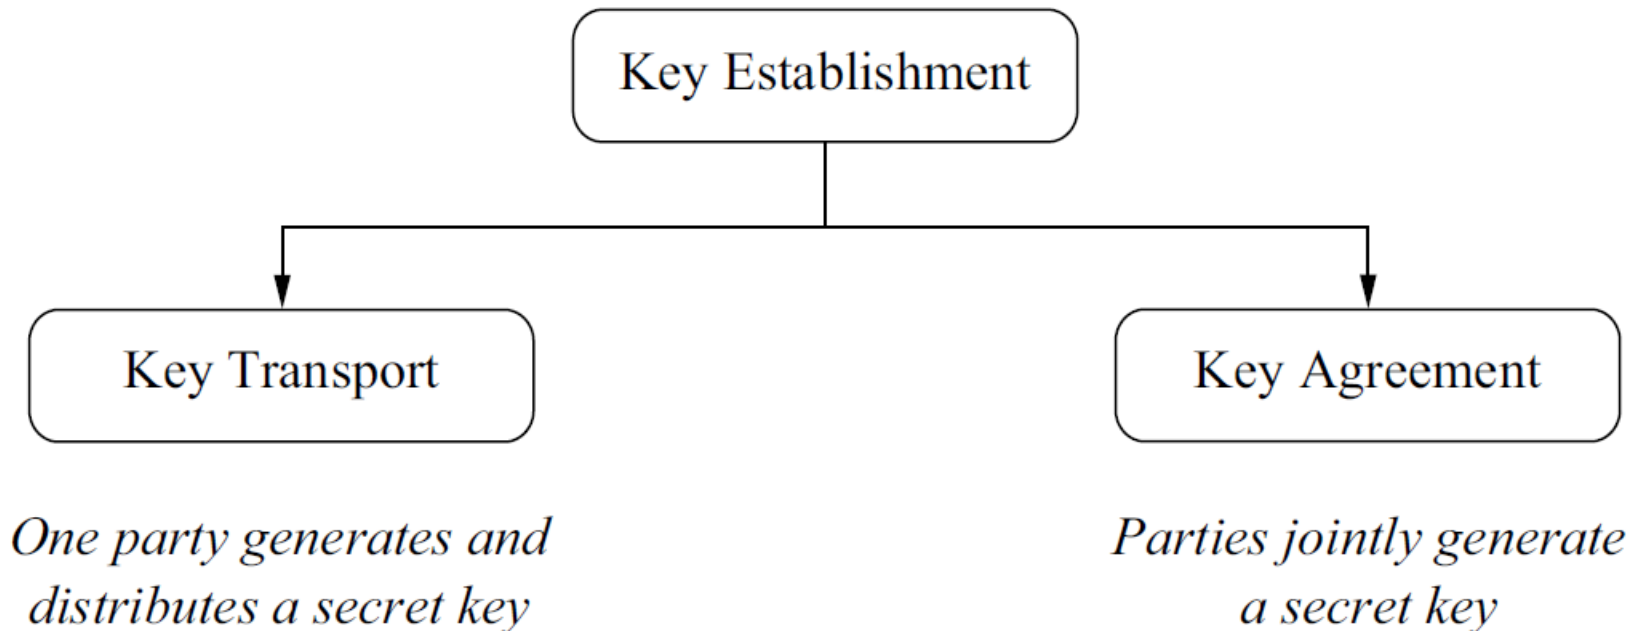 Key Establishment
Key Transport
Key Agreement
One party generates and
distributes a secret key
Parties jointly generate
a secret key